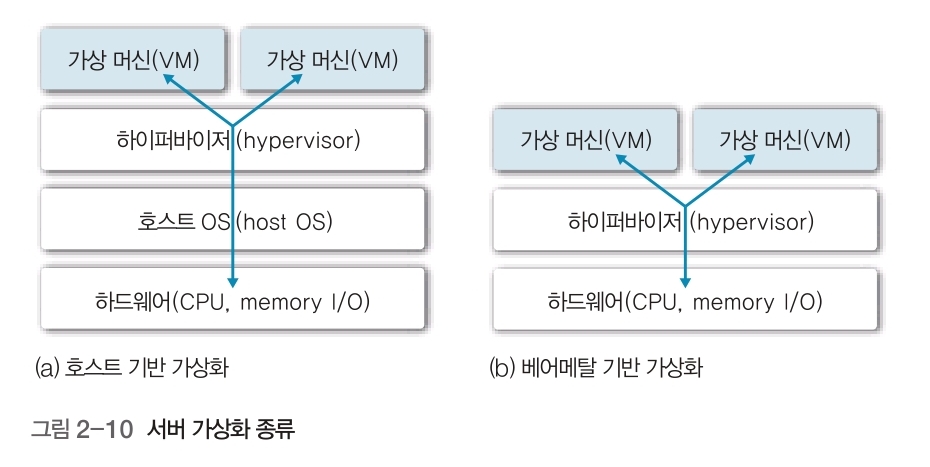 가상 머신(VM)
가상 머신(VM)
하이퍼바이저(hypervisor)
호스트 OS(host OS)
하드웨어(CPU, memory I/O)
(a) 호스트 기반 가상화
가상 머신(VM)
가상 머신(VM)
하이퍼바이저(hypervisor)
하드웨어(CPU, memory I/O)
(b) 베어메탈 기반 가상화
그림 2-10 서버 가상화 종류